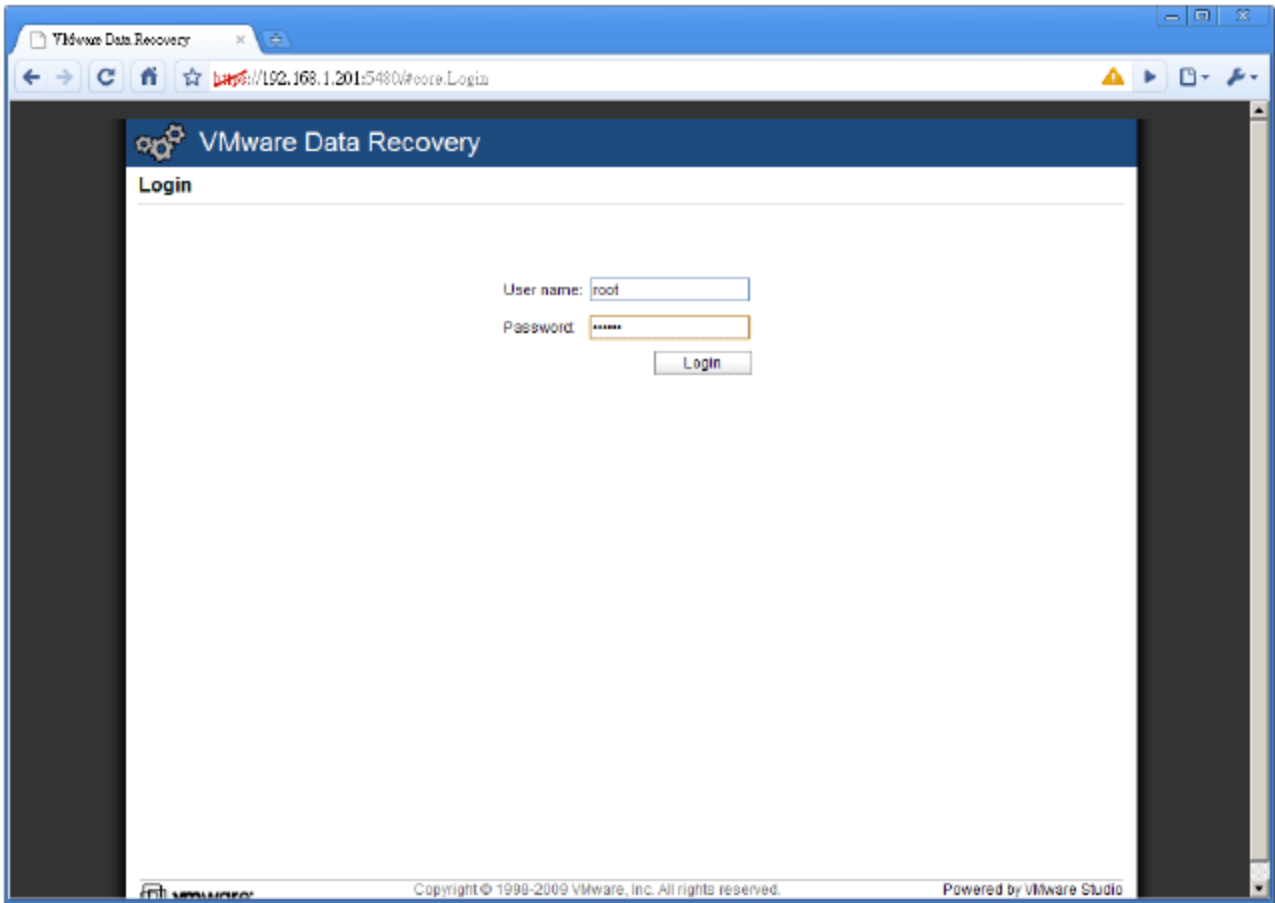 VMware Data Recovery
https://192.168.1.201:5480/#core.Login
VMware Data Recovery
Login
User name: root
Password: ••••••
Login
vmware
Copyright © 1998-2009 VMware, Inc. All rights reserved.
Powered by VMware Studio